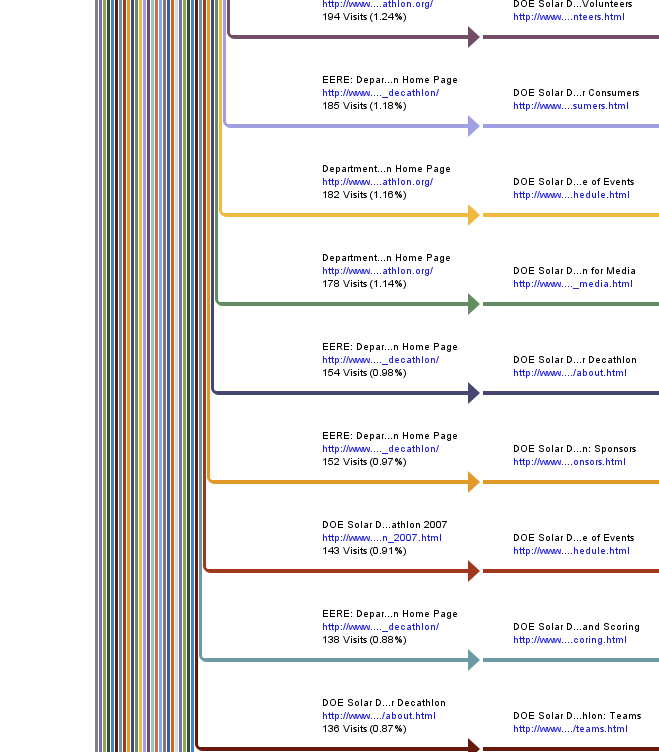 http://www....athlon.org/
194 Visits (1.24%)
DOE Solar D...Volunteers
http://www....nteers.html
EERE: Depar...n Home Page
http://www...._decathlon/
185 Visits (1.18%)
DOE Solar D...r Consumers
http://www....sumers.html
Department...n Home Page
http://www....athlon.org/
182 Visits (1.16%)
DOE Solar D...e of Events
http://www....hedule.html
Department...n Home Page
http://www....athlon.org/
178 Visits (1.14%)
DOE Solar D...n for Media
http://www...._media.html
EERE: Depar...n Home Page
http://www...._decathlon/
154 Visits (0.98%)
DOE Solar D...r Decathlon
http://www..../about.html
EERE: Depar...n Home Page
http://www...._decathlon/
152 Visits (0.97%)
DOE Solar D...n: Sponsors
http://www....onsors.html
DOE Solar D...athlon 2007
http://www....n_2007.html
143 Visits (0.91%)
DOE Solar D...e of Events
http://www....hedule.html
EERE: Depar...n Home Page
http://www...._decathlon/
138 Visits (0.88%)
DOE Solar D...and Scoring
http://www....coring.html
DOE Solar D...r Decathlon
http://www..../about.html
136 Visits (0.87%)
DOE Solar D...hlon: Teams
http://www..../teams.html